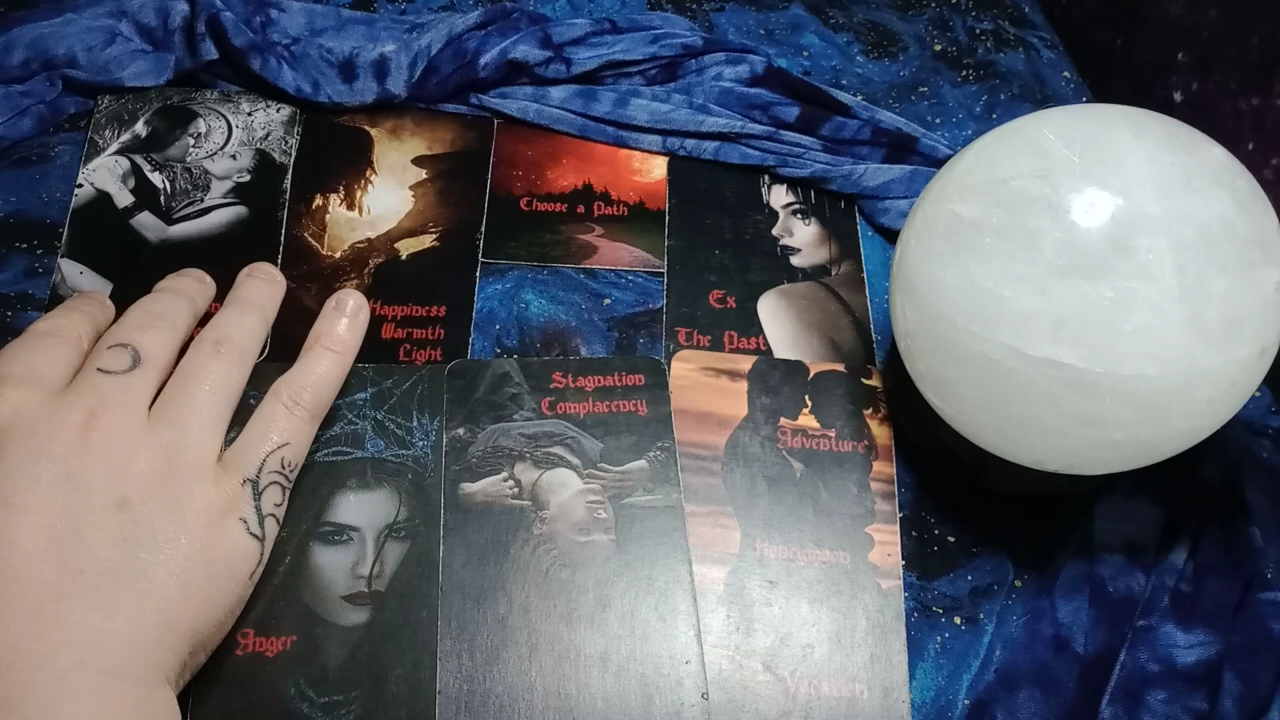 Happiness
Warmth
Light
Choose a Path
Ex
The Past
Anger
Stagnation
Complacency
Adventure
Honeymoon
Vacation